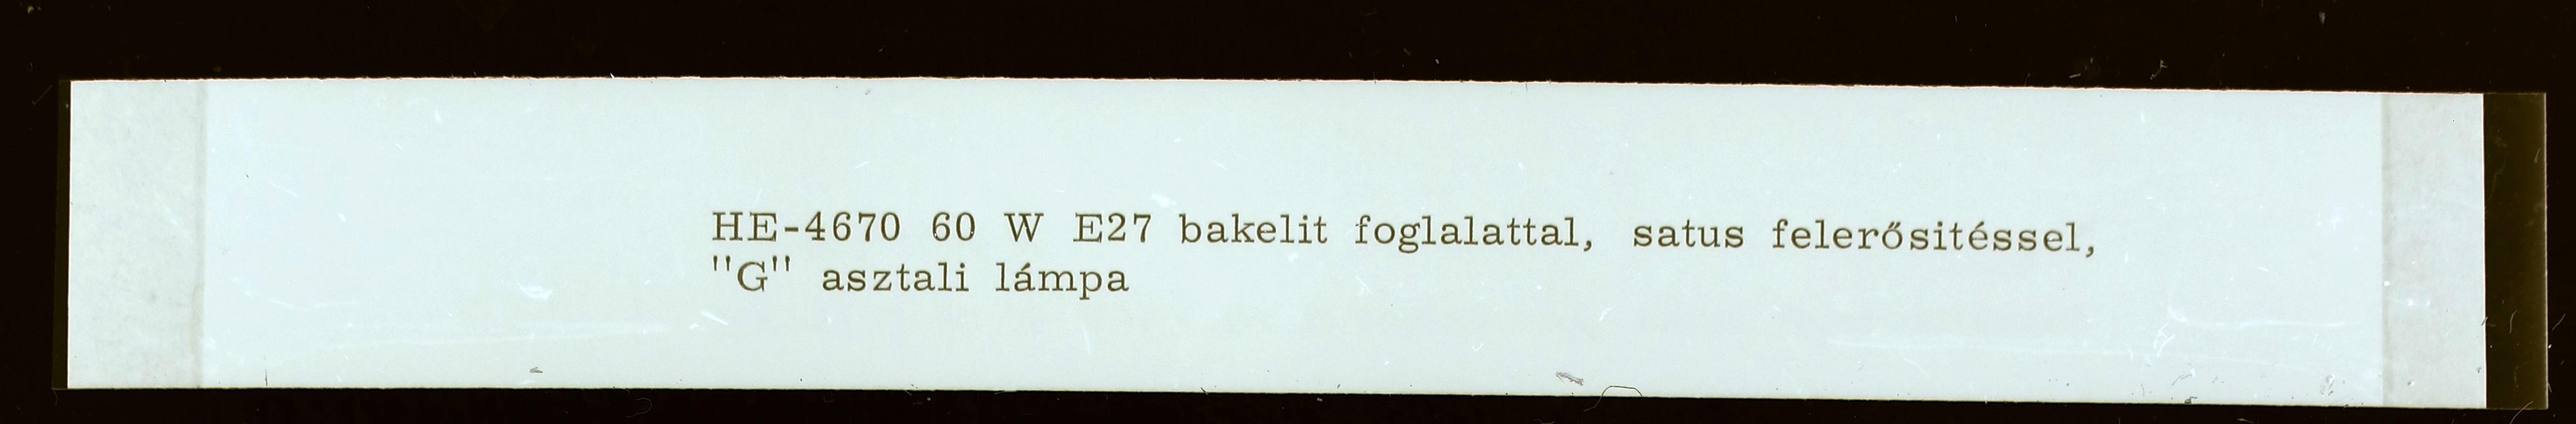 HE-4670 60 W E27 bakelit foglalattal, satus felerősitéssel,
"G" asztali lámpa